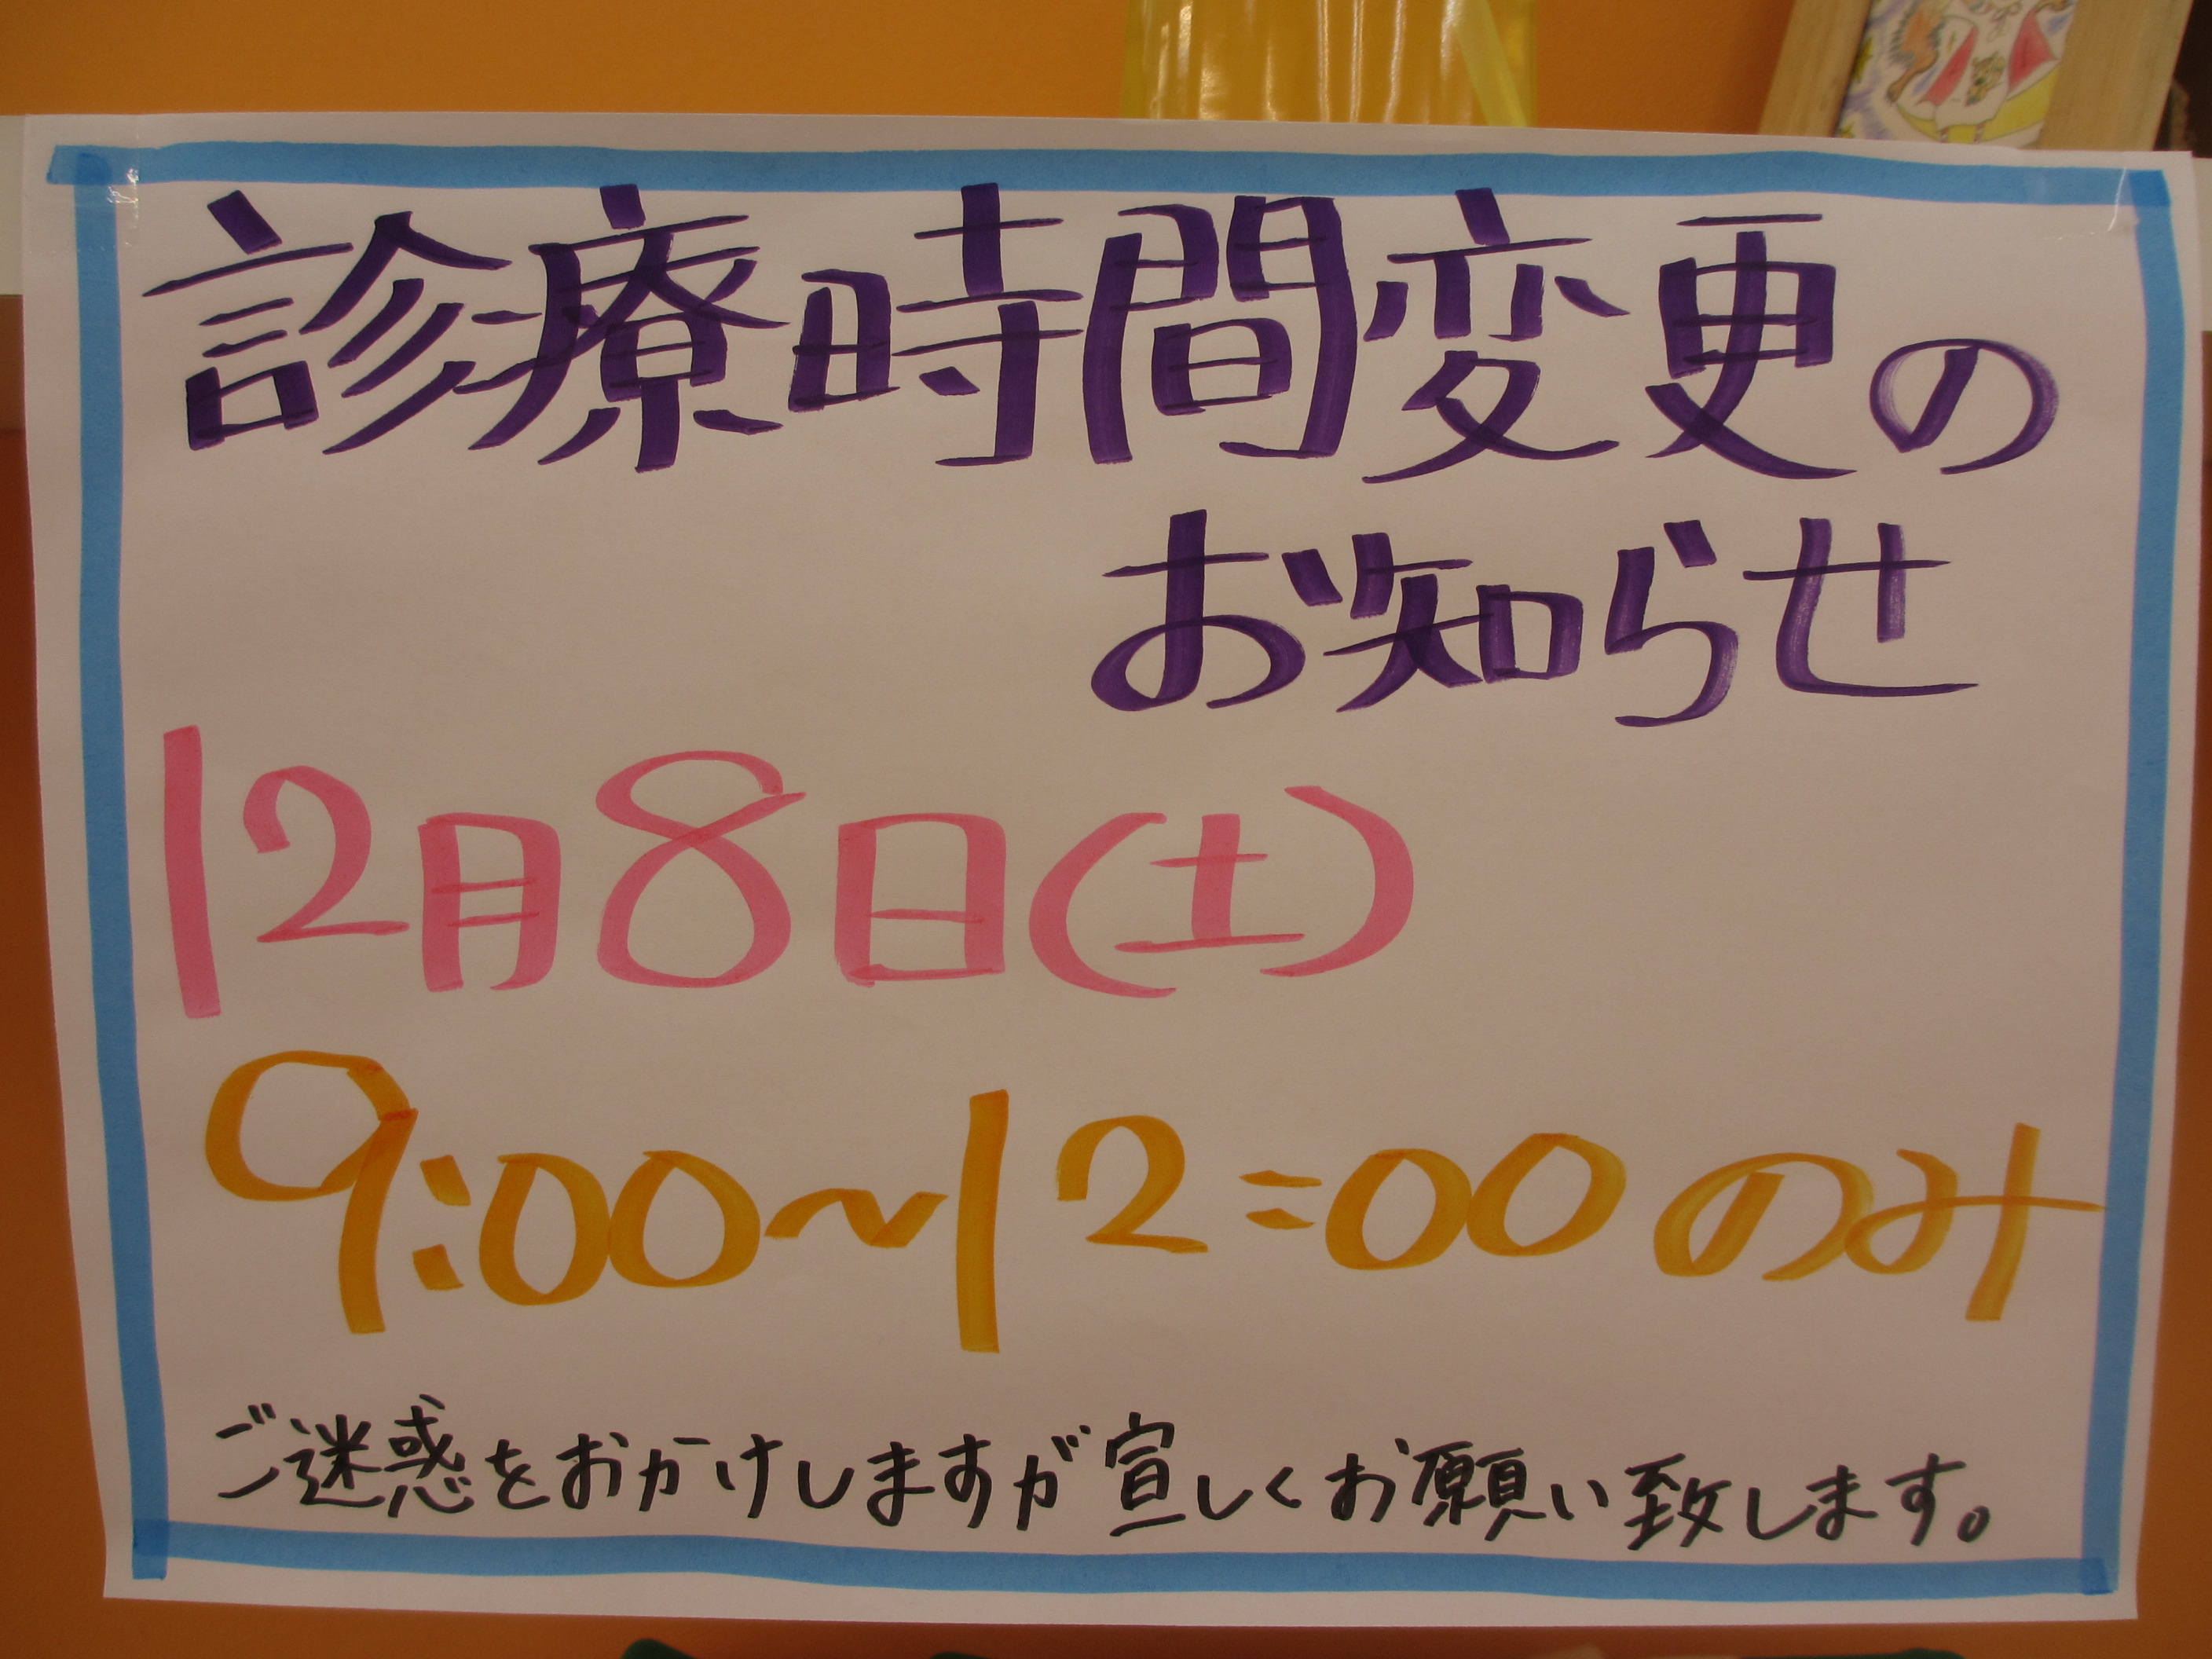 診療時間変更の
お知らせ
12月8日(土)
9:00~12:00のみ
ご迷惑をおかけしますが宜しくお願い致します。